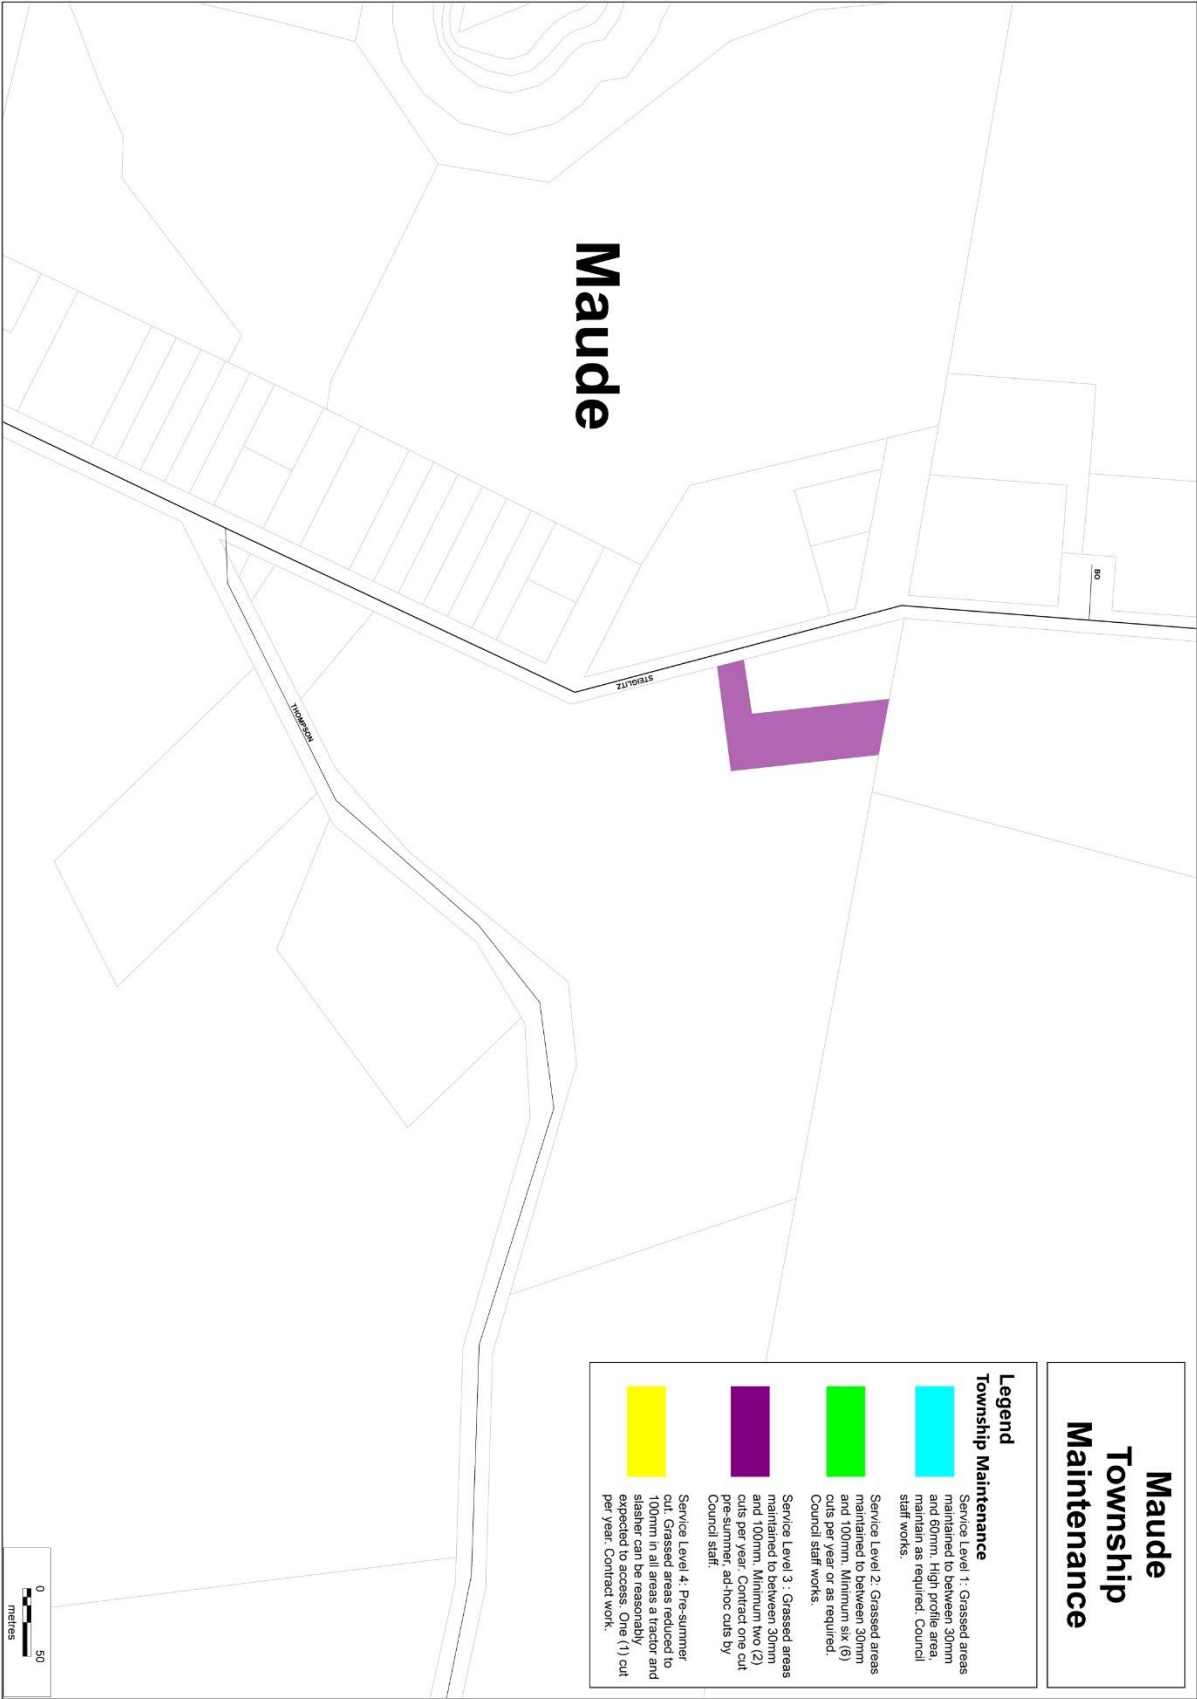 Maude
Township
Maintenance
Legend
Township Maintenance
Service Level 1: Grassed areas
maintained to between 30mm
and 60mm. High profile area,
maintain as required. Council
staff works.
Service Level 2: Grassed areas
maintained to between 30mm
and 100mm. Minimum six (6)
cuts per year or as required.
Council staff works.
Service Level 3 : Grassed areas
maintained to between 30mm
and 100mm. Minimum two (2)
cuts per year. Contract one cut
pre-summer, ad-hoc cuts by
Council staff.
Service Level 4: Pre-summer
cut. Grassed areas reduced to
100mm in all areas a tractor and
slasher can be reasonably
expected to access. One (1) cut
per year. Contract work.
BO
Maude
STEIGLITZ
THOMPSON
0 50
metres